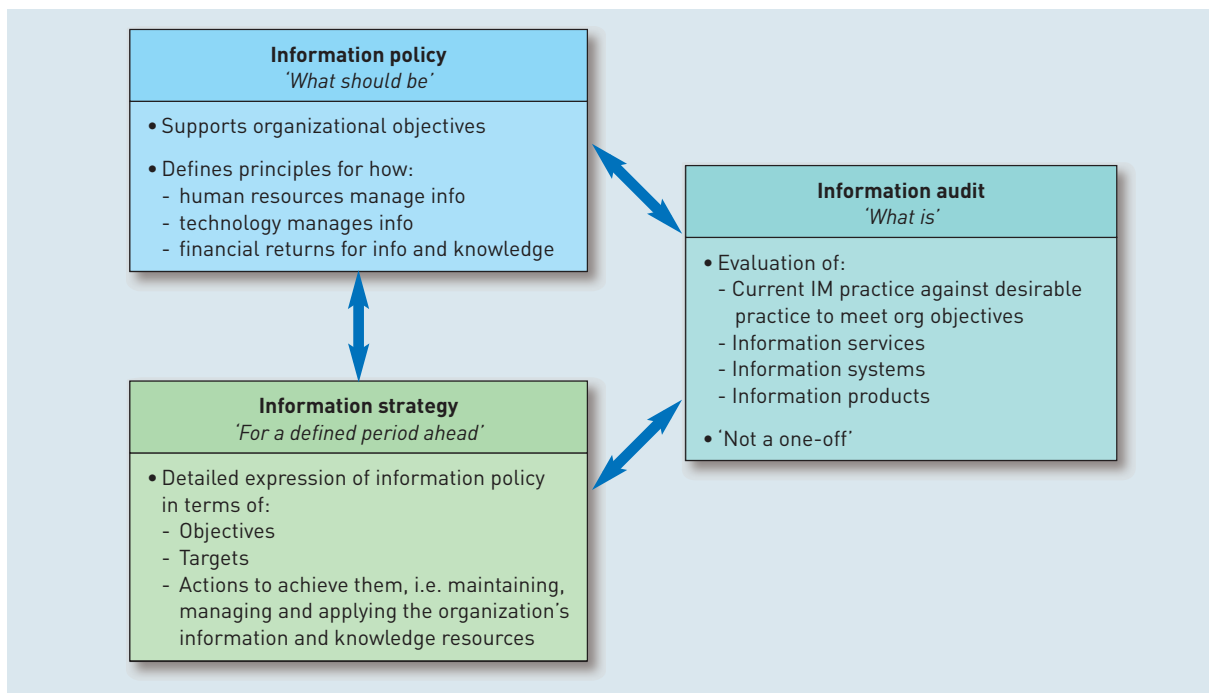 Information policy
‘What should be’
• Supports organizational objectives
• Defines principles for how:
- human resources manage info
- technology manages info
- financial returns for info and knowledge
Information audit
‘What is’
• Evaluation of:
- Current IM practice against desirable
practice to meet org objectives
- Information services
- Information systems
- Information products
• ‘Not a one-off’
Information strategy
‘For a defined period ahead’
• Detailed expression of information policy
in terms of:
- Objectives
- Targets
- Actions to achieve them, i.e. maintaining,
managing and applying the organization’s
information and knowledge resources